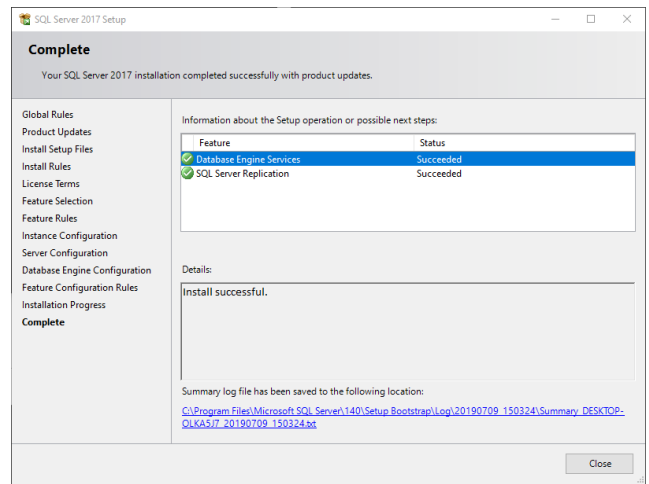 SQL Server 2017 Setup
Complete
Your SQL Server 2017 installation completed successfully with product updates.
Global Rules
Product Updates
Install Setup Files
Install Rules
License Terms
Feature Selection
Feature Rules
Instance Configuration
Server Configuration
Database Engine Configuration
Feature Configuration Rules
Installation Progress
Complete
Information about the Setup operation or possible next steps:
Feature Status
Database Engine Services Succeeded
SQL Server Replication Succeeded
Details:
Install successful.
Summary log file has been saved to the following location:
C:\Program Files\Microsoft SQL Server\140\Setup Bootstrap\Log\20190709_150324\Summary_DESKTOP-
OLKA5J7_20190709_150324.txt
Close